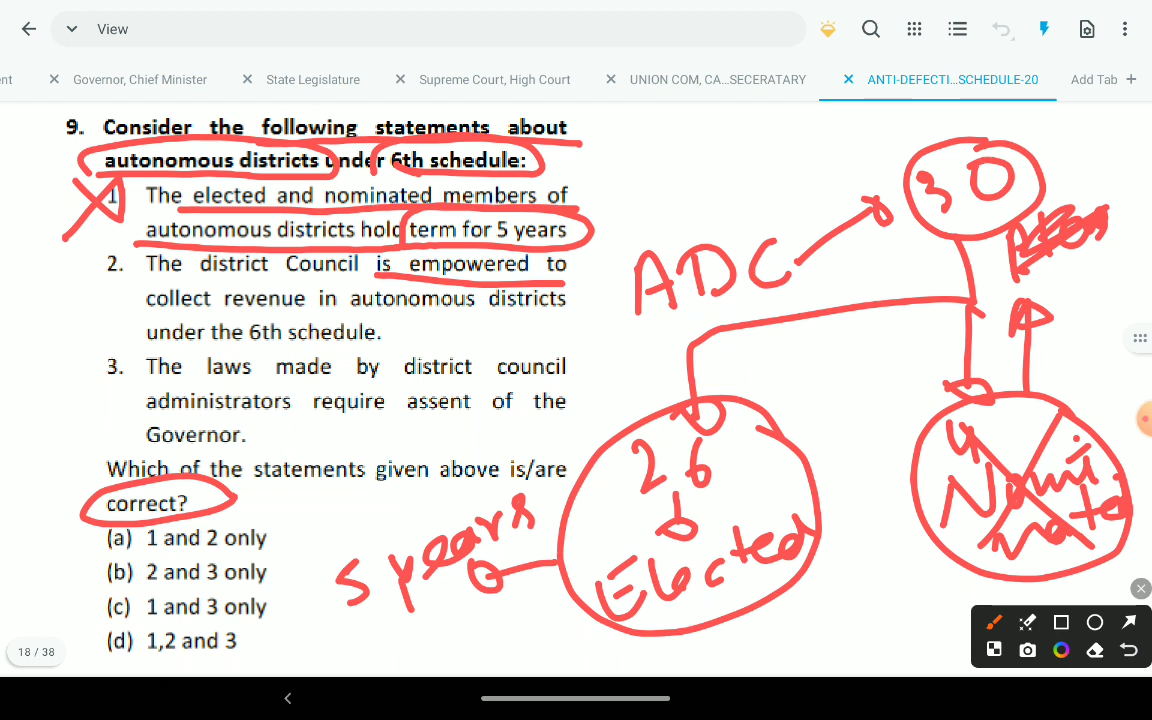 View
nt
Governor, Chief Minister
State Legislature
Supreme Court, High Court
UNION COM, CA...SECERATARY
ANTI-DEFECTI...SCHEDULE-20
Add Tab +
9. Consider the following statements about
autonomous districts under 6th schedule:
1. The elected and nominated members of
autonomous districts hold term for 5 years
2. The district Council is empowered to
collect revenue in autonomous districts
under the 6th schedule.
3. The laws made by district council
administrators require assent of the
Governor.
Which of the statements given above is/are
correct?
(a) 1 and 2 only
(b) 2 and 3 only
(c) 1 and 3 only
(d) 1,2 and 3
ADC
30
26
Elected
5 years
4
Nomi
nated
18 / 38